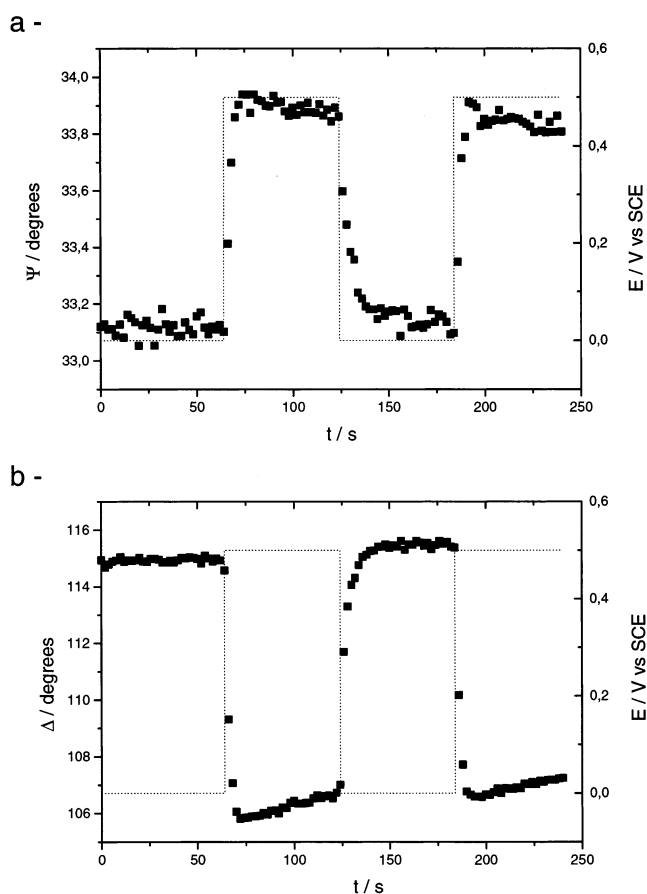 a -
34,0
33,8
33,6
33,4
33,2
33,0
Ψ / degrees
0,6
0,4
0,2
0,0
E / V vs SCE
0 50 100 150 200 250
t / s
b -
116
114
112
110
108
106
Δ / degrees
0,6
0,4
0,2
0,0
E / V vs SCE
0 50 100 150 200 250
t / s